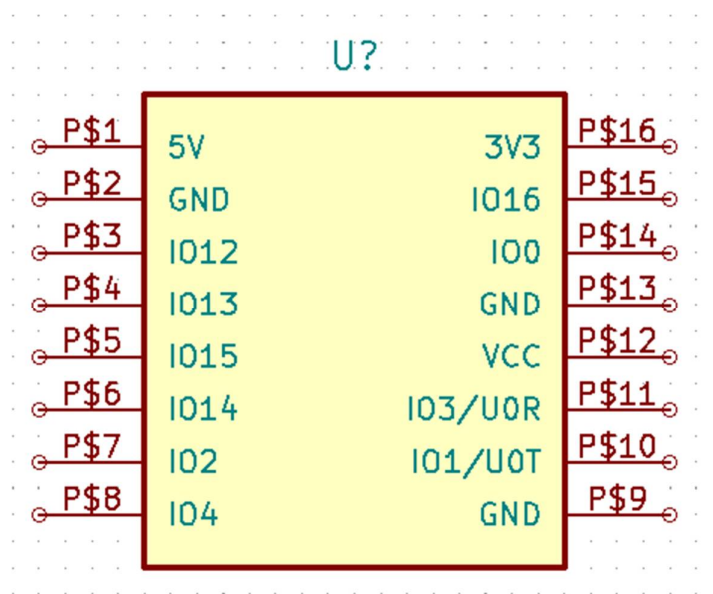 U?
P$1 5V 3V3 P$16
P$2 GND IO16 P$15
P$3 IO12 IO0 P$14
P$4 IO13 GND P$13
P$5 IO15 VCC P$12
P$6 IO14 IO3/U0R P$11
P$7 IO2 IO1/U0T P$10
P$8 IO4 GND P$9